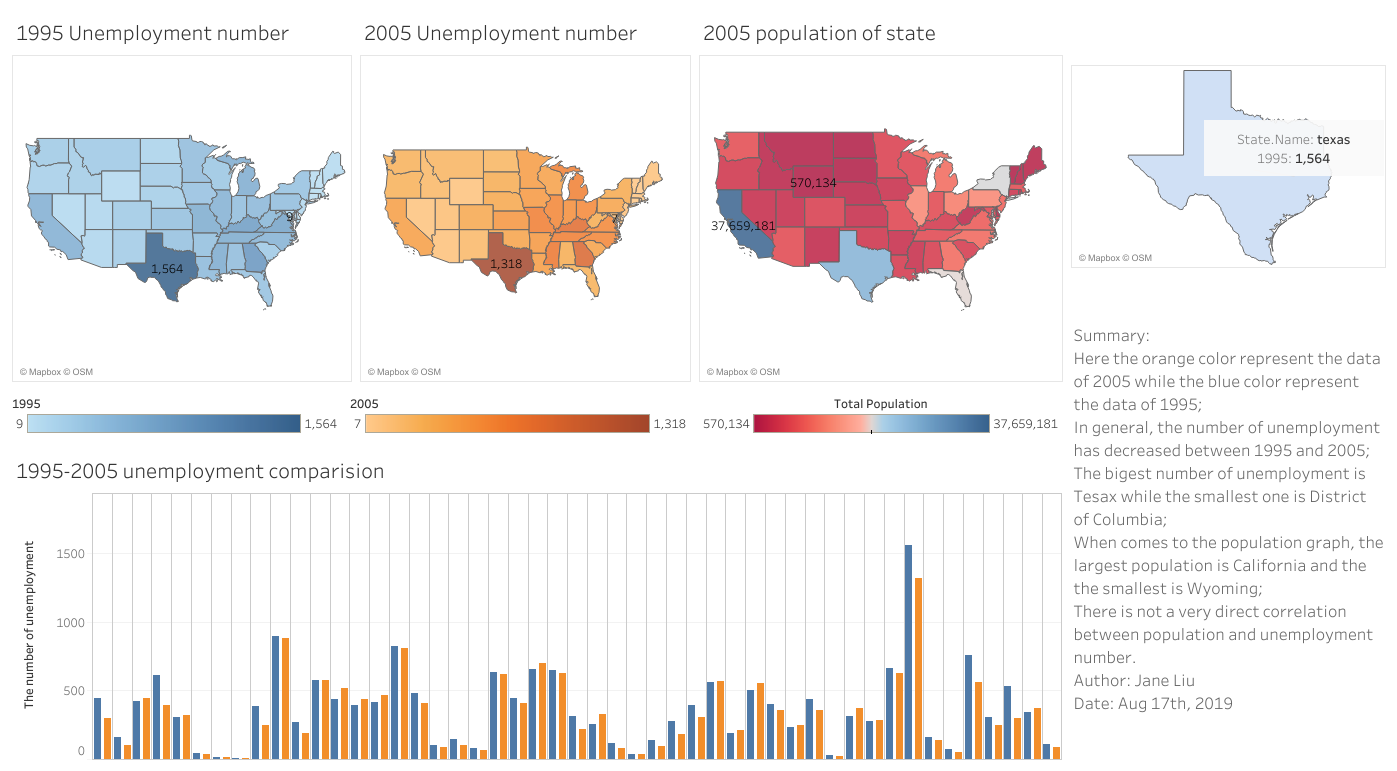 1995 Unemployment number
2005 Unemployment number
2005 population of state
9
1,564
7
1,318
570,134
37,659,181
State.Name: texas
1995: 1,564
© Mapbox © OSM
© Mapbox © OSM
© Mapbox © OSM
© Mapbox © OSM
1995
9
1,564
2005
7
1,318
Total Population
570,134
37,659,181
1995-2005 unemployment comparision
The number of unemployment
1500
1000
500
0
Summary:
Here the orange color represent the data
of 2005 while the blue color represent
the data of 1995;
In general, the number of unemployment
has decreased between 1995 and 2005;
The bigest number of unemployment is
Tesax while the smallest one is District
of Columbia;
When comes to the population graph, the
largest population is California and the
the smallest is Wyoming;
There is not a very direct correlation
between population and unemployment
number.
Author: Jane Liu
Date: Aug 17th, 2019